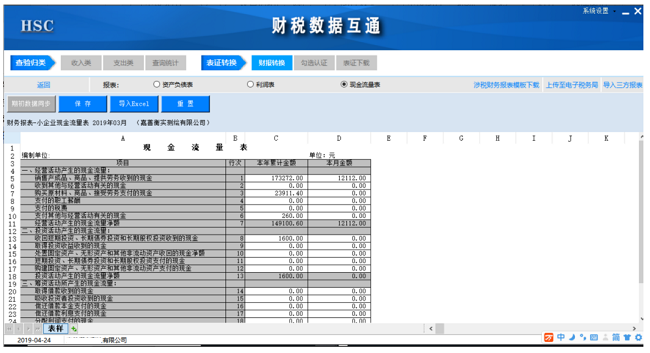 系统设置
HSC
财税数据互通
查验归类 收入类 支出类 查询统计 表证转换 财报转换 勾选认证 表证下载
返回 报表: 资产负债表 利润表 现金流量表 涉税财务报表模版下载 上传至电子税务局 导入三方报表
期初数据同步 保 存 导入Excel 重 置
财务报表-小企业现金流量表 2019年03月
A B C D E F G H I J K
1 现 金 流 量 表
2 编制单位: 单位: 元
3 项目 行次 本年累计金额 本月金额
4 一、经营活动产生的现金流量:
5 销售产成品、商品、提供劳务收到的现金 1 173272.00 12112.00
6 收到其他与经营活动有关的现金 2 0.00 0.00
7 购买原材料、商品、接受劳务支付的现金 3 23911.40 0.00
8 支付的职工薪酬 4 0.00 0.00
9 支付的税费 5 0.00 0.00
10 支付其他与经营活动有关的现金 6 260.00 0.00
11 经营活动产生的现金流量净额 7 149100.60 12112.00
12 二、投资活动产生的现金流量:
13 收回短期投资、长期债券投资和长期股权投资收到的现金 8 1600.00 0.00
14 取得投资收益收到的现金 9 0.00 0.00
15 处置固定资产、无形资产和其他非流动资产收回的现金净额 10 0.00 0.00
16 短期投资、长期债券投资和长期股权投资支付的现金 11 0.00 0.00
17 购建固定资产、无形资产和其他非流动资产支付的现金 12 0.00 0.00
18 投资活动产生的现金流量净额 13 1600.00 0.00
19 三、筹资活动所产生的现金流量:
20 取得借款收到的现金 14 0.00 0.00
21 吸收投资者投资收到的现金 15 0.00 0.00
22 偿还借款本金支付的现金 16 0.00 0.00
23 偿还借款利息支付的现金 17 0.00 0.00
24 分配利润支付的现金 18 0.00 0.00
表样
2019-04-24 有限公司
中 简